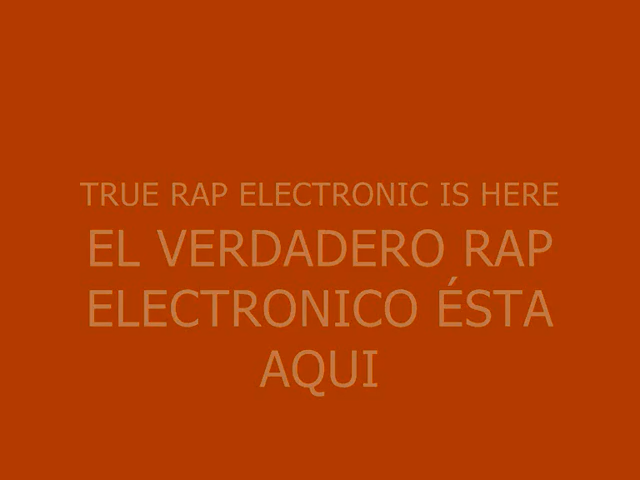 TRUE RAP ELECTRONIC IS HERE
EL VERDADERO RAP
ELECTRONICO ÉSTA
AQUI